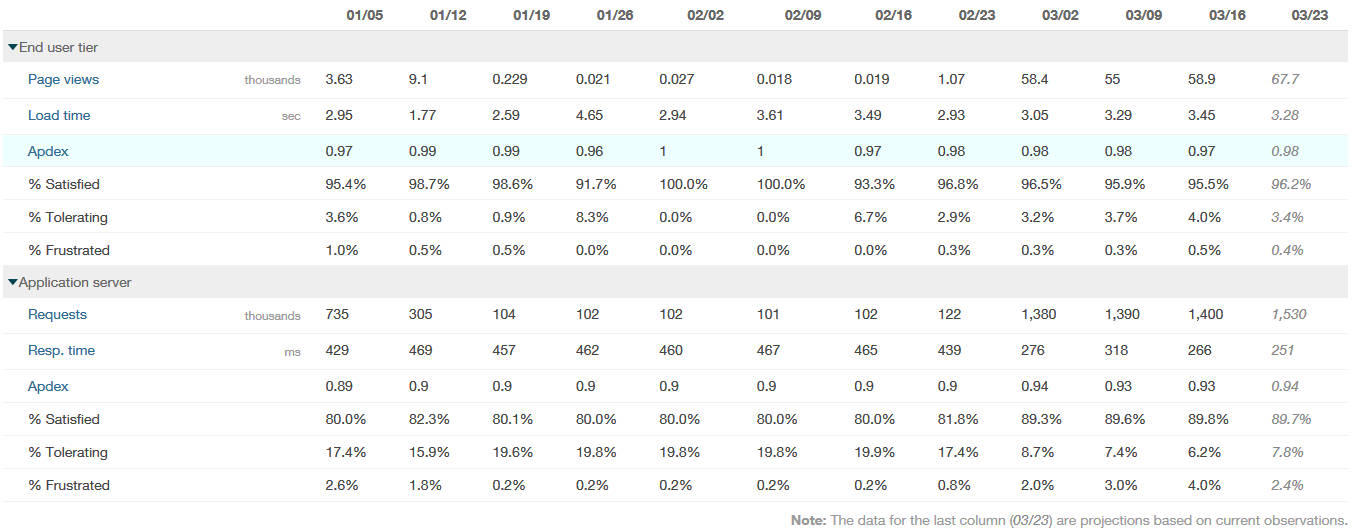 01/05 01/12 01/19 01/26 02/02 02/09 02/16 02/23 03/02 03/09 03/16 03/23
End user tier
Page views thousands 3.63 9.1 0.229 0.021 0.027 0.018 0.019 1.07 58.4 55 58.9 67.7
Load time sec 2.95 1.77 2.59 4.65 2.94 3.61 3.49 2.93 3.05 3.29 3.45 3.28
Apdex 0.97 0.99 0.99 0.96 1 1 0.97 0.98 0.98 0.98 0.97 0.98
% Satisfied 95.4% 98.7% 98.6% 91.7% 100.0% 100.0% 93.3% 96.8% 96.5% 95.9% 95.5% 96.2%
% Tolerating 3.6% 0.8% 0.9% 8.3% 0.0% 0.0% 6.7% 2.9% 3.2% 3.7% 4.0% 3.4%
% Frustrated 1.0% 0.5% 0.5% 0.0% 0.0% 0.0% 0.0% 0.3% 0.3% 0.3% 0.5% 0.4%
Application server
Requests thousands 735 305 104 102 102 101 102 122 1,380 1,390 1,400 1,530
Resp. time ms 429 469 457 462 460 467 465 439 276 318 266 251
Apdex 0.89 0.9 0.9 0.9 0.9 0.9 0.9 0.9 0.94 0.93 0.93 0.94
% Satisfied 80.0% 82.3% 80.1% 80.0% 80.0% 80.0% 80.0% 81.8% 89.3% 89.6% 89.8% 89.7%
% Tolerating 17.4% 15.9% 19.6% 19.8% 19.8% 19.8% 19.9% 17.4% 8.7% 7.4% 6.2% 7.8%
% Frustrated 2.6% 1.8% 0.2% 0.2% 0.2% 0.2% 0.2% 0.8% 2.0% 3.0% 4.0% 2.4%
Note: The data for the last column (03/23) are projections based on current observations.